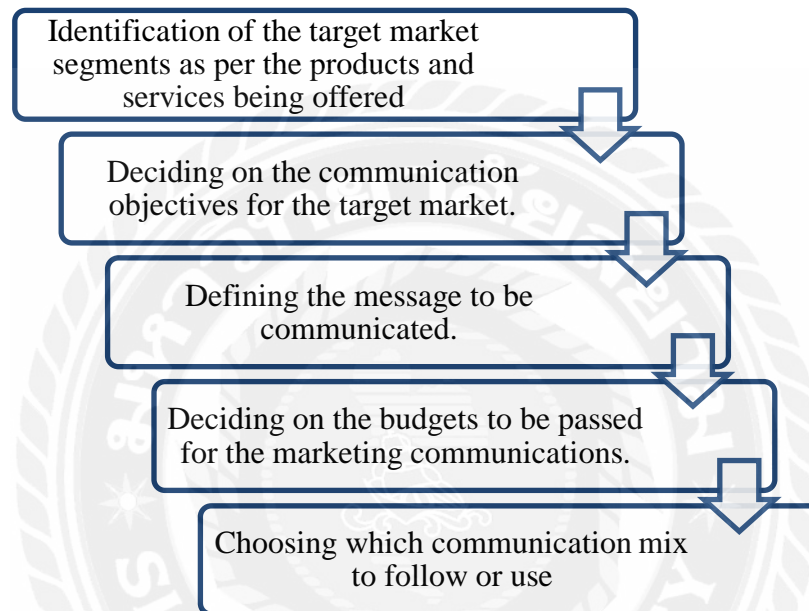 Identification of the target market
segments as per the products and
services being offered
Deciding on the communication
objectives for the target market.
Defining the message to be
communicated.
Deciding on the budgets to be passed
for the marketing communications.
Choosing which communication mix
to follow or use